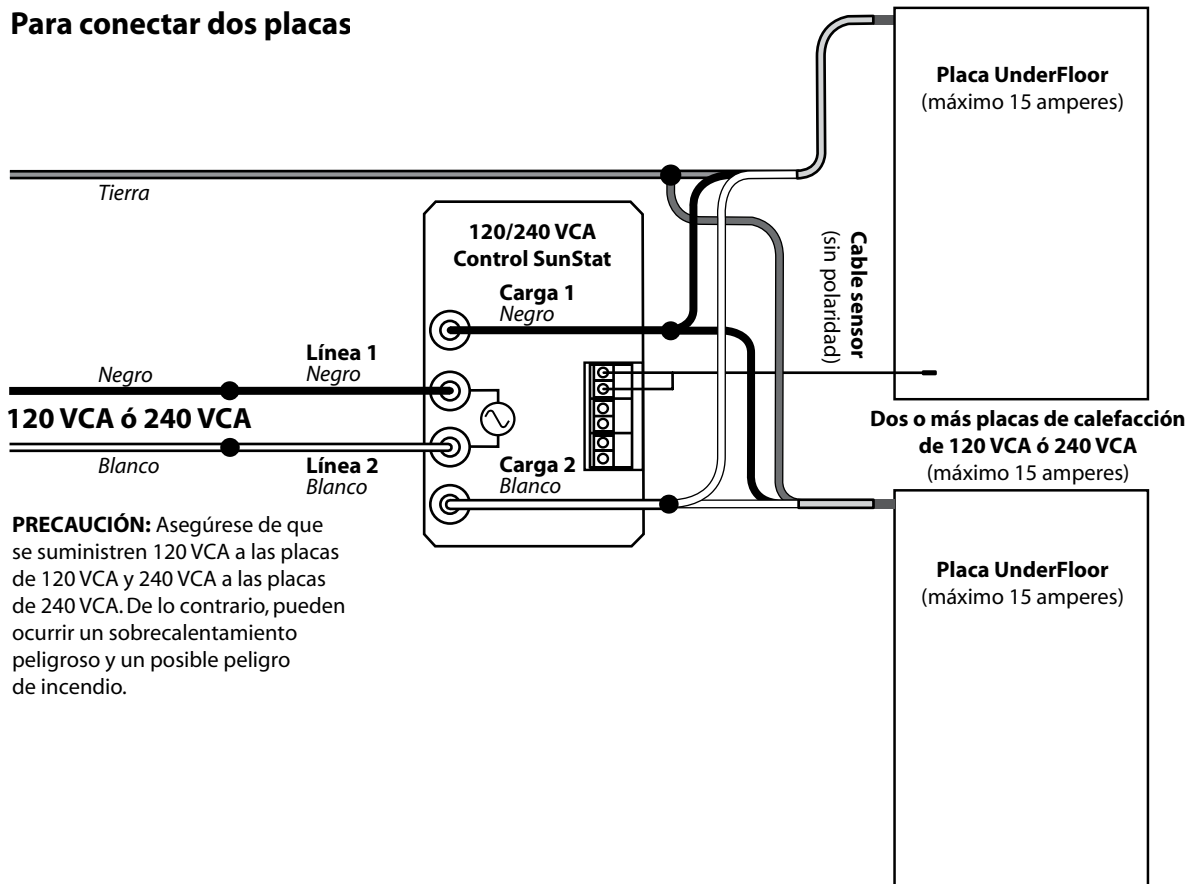 Para conectar dos placas
Placa UnderFloor
(máximo 15 amperes)
Tierra
120/240 VCA
Control SunStat
Carga 1
Negro
Cable sensor
(sin polaridad)
Línea 1
Negro
Negro
120 VCA ó 240 VCA
Blanco
Línea 2
Blanco
Carga 2
Blanco
Dos o más placas de calefacción
de 120 VCA ó 240 VCA
(máximo 15 amperes)
PRECAUCIÓN: Asegúrese de que
se suministren 120 VCA a las placas
de 120 VCA y 240 VCA a las placas
de 240 VCA. De lo contrario, pueden
ocurrir un sobrecalentamiento
peligroso y un posible peligro
de incendio.
Placa UnderFloor
(máximo 15 amperes)